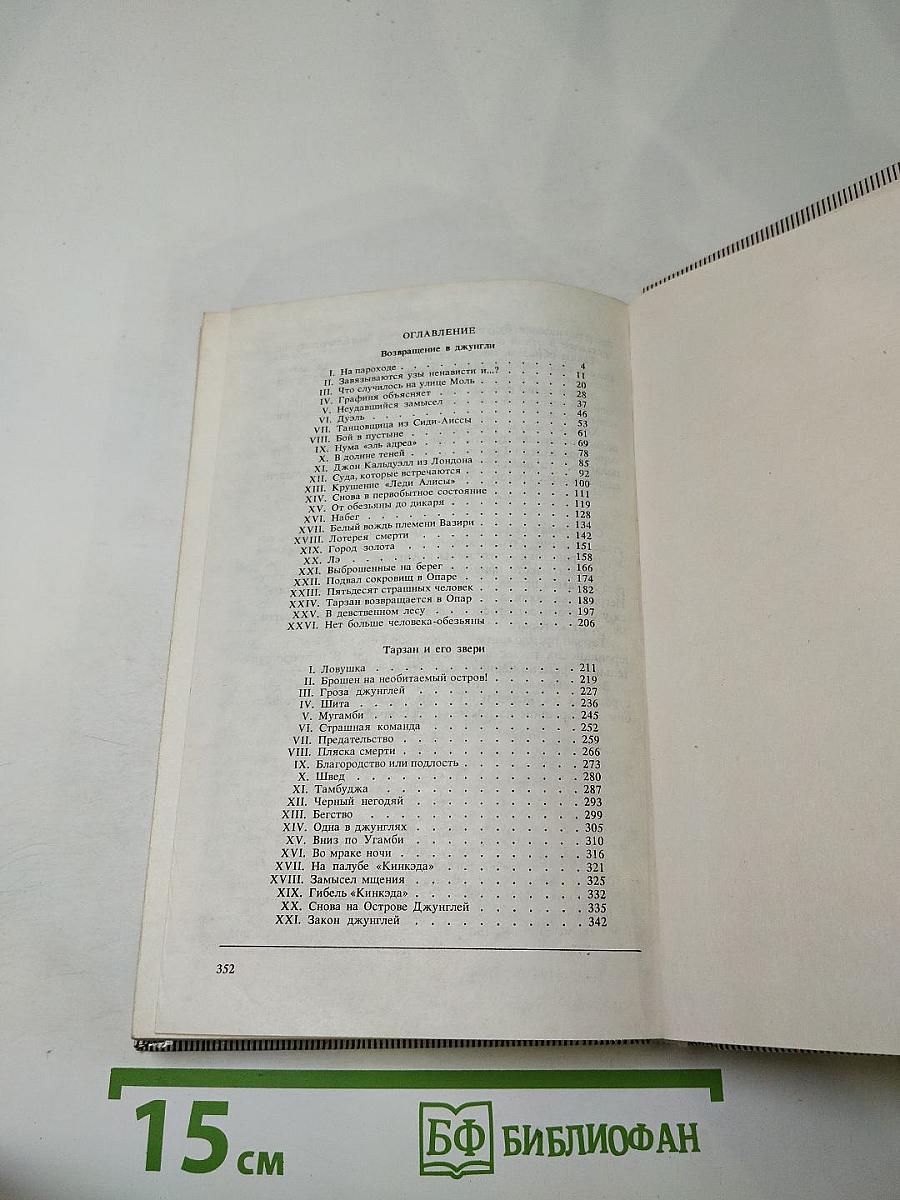 ОГЛАВЛЕНИЕ
Возвращение в джунгли
I. На пароходе . . . . . . . . . . . . . 4
II. Завязываются узы ненависти и...? . . . . . . 11
III. Что случилось на улице Моль . . . . . . . 20
IV. Графиня объясняет . . . . . . . . . . 28
V. Неудавшийся замысел . . . . . . . . . 37
VI. Дуэль . . . . . . . . . . . . . . 46
VII. Танцовщица из Сиди-Аиссы . . . . . . . 53
VIII. Бой в пустыне . . . . . . . . . . . 61
IX. Нума «эль адреа» . . . . . . . . . . 69
X. В долине теней . . . . . . . . . . . 78
XI. Джон Кальдуэлл из Лондона . . . . . . . 85
XII. Суда, которые встречаются . . . . . . . 92
XIII. Крушение «Леди Алисы» . . . . . . . . 100
XIV. Снова в первобытное состояние . . . . . . 111
XV. От обезьяны до дикаря . . . . . . . . 119
XVI. Набег . . . . . . . . . . . . . . 128
XVII. Белый вождь племени Вазири . . . . . . . 134
XVIII. Лотерея смерти . . . . . . . . . . . 142
XIX. Город золота . . . . . . . . . . . . 151
XX. Лэ . . . . . . . . . . . . . . . 158
XXI. Выброшенные на берег . . . . . . . . . 166
XXII. Подвал сокровищ в Опаре . . . . . . . . 174
XXIII. Пятьдесят страшных человек . . . . . . . 182
XXIV. Тарзан возвращается в Опар . . . . . . . 189
XXV. В девственном лесу . . . . . . . . . . 197
XXVI. Нет больше человека-обезьяны . . . . . . 206
Тарзан и его звери
I. Ловушка . . . . . . . . . . . . . 211
II. Брошен на необитаемый остров! . . . . . . 219
III. Гроза джунглей . . . . . . . . . . . 227
IV. Шита . . . . . . . . . . . . . . 236
V. Мугамби . . . . . . . . . . . . . 245
VI. Страшная команда . . . . . . . . . . 252
VII. Предательство . . . . . . . . . . . 259
VIII. Пляска смерти . . . . . . . . . . . 266
IX. Благородство или подлость . . . . . . . . 273
X. Швед . . . . . . . . . . . . . . 280
XI. Тамбуджа . . . . . . . . . . . . . 287
XII. Черный негодяй . . . . . . . . . . . 293
XIII. Бегство . . . . . . . . . . . . . 299
XIV. Одна в джунглях . . . . . . . . . . . 305
XV. Вниз по Угамби . . . . . . . . . . . 310
XVI. Во мраке ночи . . . . . . . . . . . 316
XVII. На палубе «Кинкэда» . . . . . . . . . 321
XVIII. Замысел мщения . . . . . . . . . . . 325
XIX. Гибель «Кинкэда» . . . . . . . . . . . 332
XX. Снова на Острове Джунглей . . . . . . . 335
XXI. Закон джунглей . . . . . . . . . . . 342
352
15 см
БФ БИБЛИОФАН